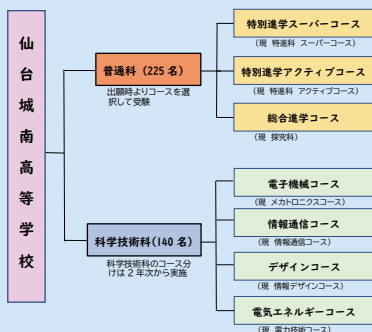 仙台城南高等学校
普通科(225名)
出願時よりコースを選
択して受験
特別進学スーパーコース
(現 特進科 スーパーコース)
特別進学アクティブコース
(現 特進科 アクティブコース)
総合進学コース
(現 探究科)
科学技術科(140名)
科学技術科のコース分
けは2年次から実施
電子機械コース
(現 メカトロニクスコース)
情報通信コース
(現 情報通信コース)
デザインコース
(現 情報デザインコース)
電気エネルギーコース
(現 電力技術コース)